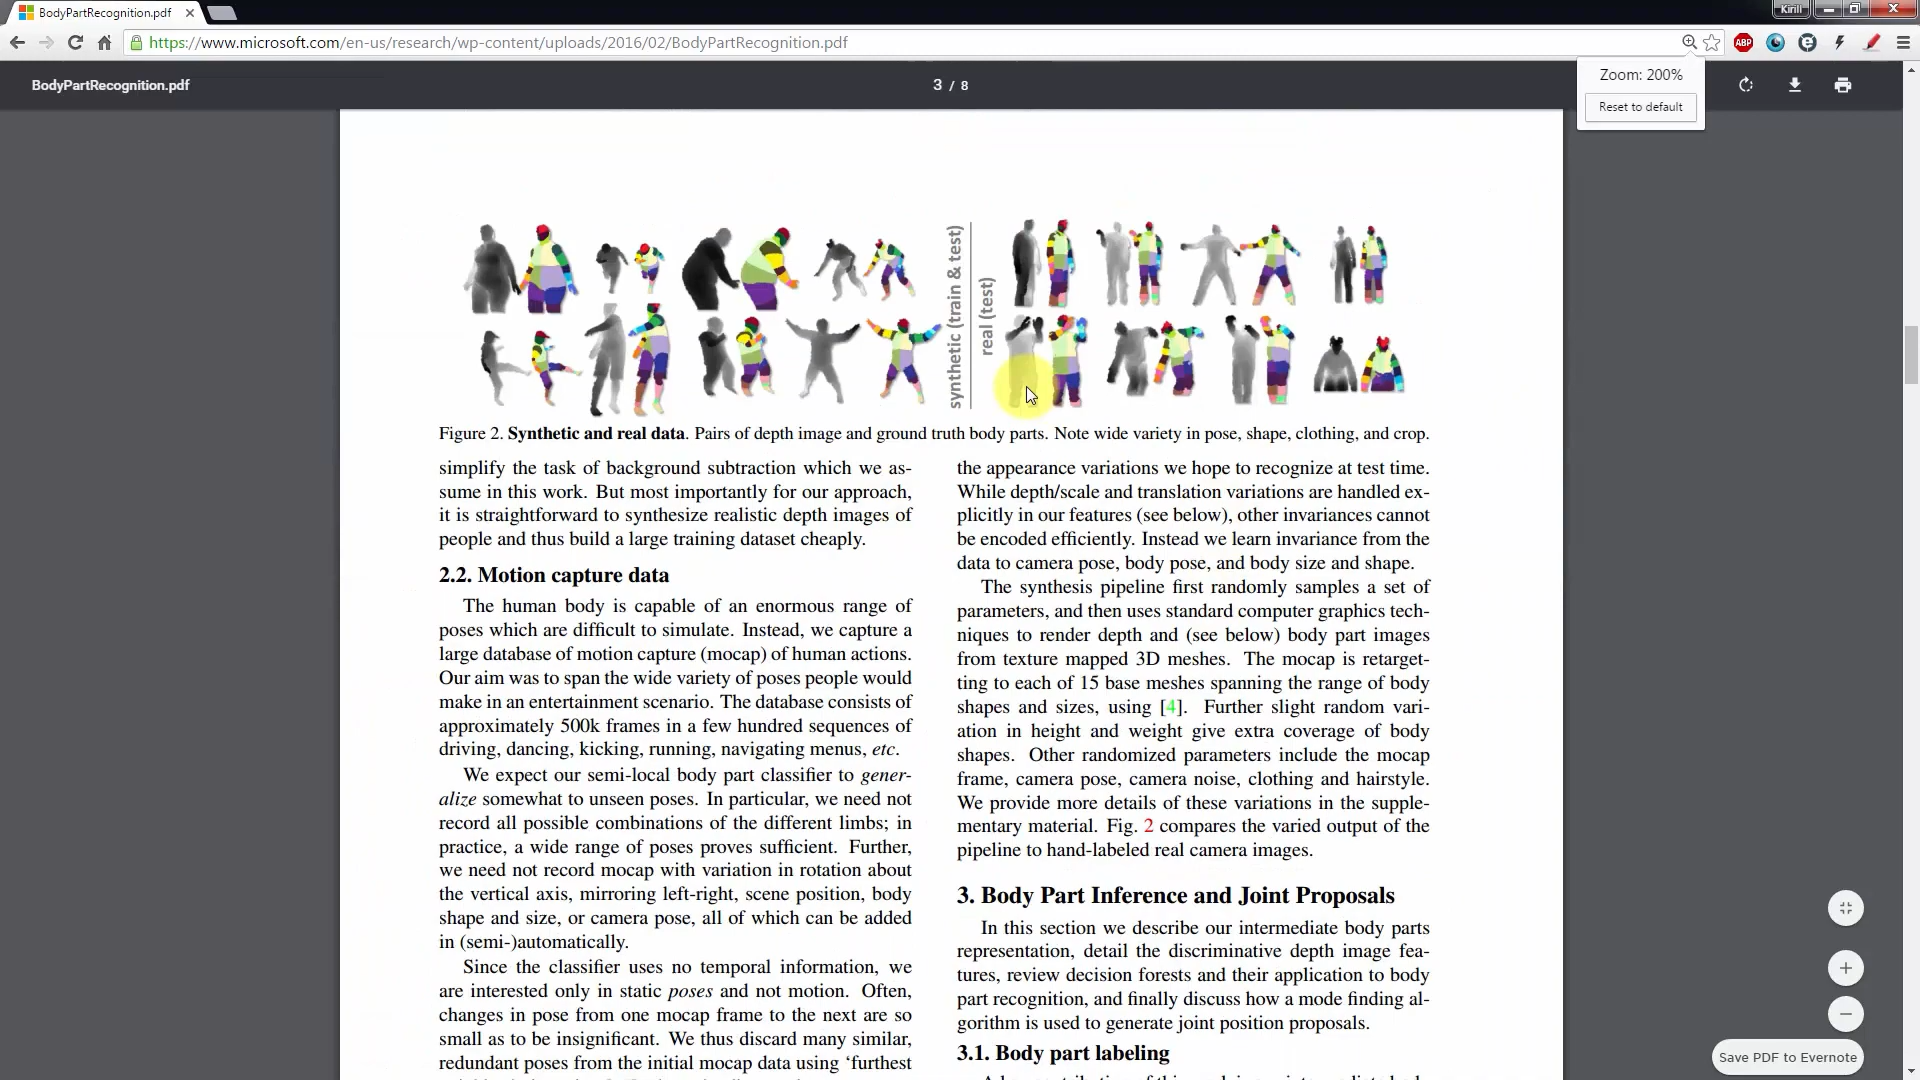 BodyPartRecognition.pdf
Kirill
https://www.microsoft.com/en-us/research/wp-content/uploads/2016/02/BodyPartRecognition.pdf
ABP
BodyPartRecognition.pdf
3 / 8
Zoom: 200%
Reset to default
synthetic (train & test)
real (test)
Figure 2. Synthetic and real data. Pairs of depth image and ground truth body parts. Note wide variety in pose, shape, clothing, and crop.
simplify the task of background subtraction which we as-
sume in this work. But most importantly for our approach,
it is straightforward to synthesize realistic depth images of
people and thus build a large training dataset cheaply.
2.2. Motion capture data
The human body is capable of an enormous range of
poses which are difficult to simulate. Instead, we capture a
large database of motion capture (mocap) of human actions.
Our aim was to span the wide variety of poses people would
make in an entertainment scenario. The database consists of
approximately 500k frames in a few hundred sequences of
driving, dancing, kicking, running, navigating menus, etc.
We expect our semi-local body part classifier to gener-
alize somewhat to unseen poses. In particular, we need not
record all possible combinations of the different limbs; in
practice, a wide range of poses proves sufficient. Further,
we need not record mocap with variation in rotation about
the vertical axis, mirroring left-right, scene position, body
shape and size, or camera pose, all of which can be added
in (semi-)automatically.
Since the classifier uses no temporal information, we
are interested only in static poses and not motion. Often,
changes in pose from one mocap frame to the next are so
small as to be insignificant. We thus discard many similar,
redundant poses from the initial mocap data using ‘furthest
the appearance variations we hope to recognize at test time.
While depth/scale and translation variations are handled ex-
plicitly in our features (see below), other invariances cannot
be encoded efficiently. Instead we learn invariance from the
data to camera pose, body pose, and body size and shape.
The synthesis pipeline first randomly samples a set of
parameters, and then uses standard computer graphics tech-
niques to render depth and (see below) body part images
from texture mapped 3D meshes. The mocap is retarget-
ting to each of 15 base meshes spanning the range of body
shapes and sizes, using [4]. Further slight random vari-
ation in height and weight give extra coverage of body
shapes. Other randomized parameters include the mocap
frame, camera pose, camera noise, clothing and hairstyle.
We provide more details of these variations in the supple-
mentary material. Fig. 2 compares the varied output of the
pipeline to hand-labeled real camera images.
3. Body Part Inference and Joint Proposals
In this section we describe our intermediate body parts
representation, detail the discriminative depth image fea-
tures, review decision forests and their application to body
part recognition, and finally discuss how a mode finding al-
gorithm is used to generate joint position proposals.
3.1. Body part labeling
Save PDF to Evernote